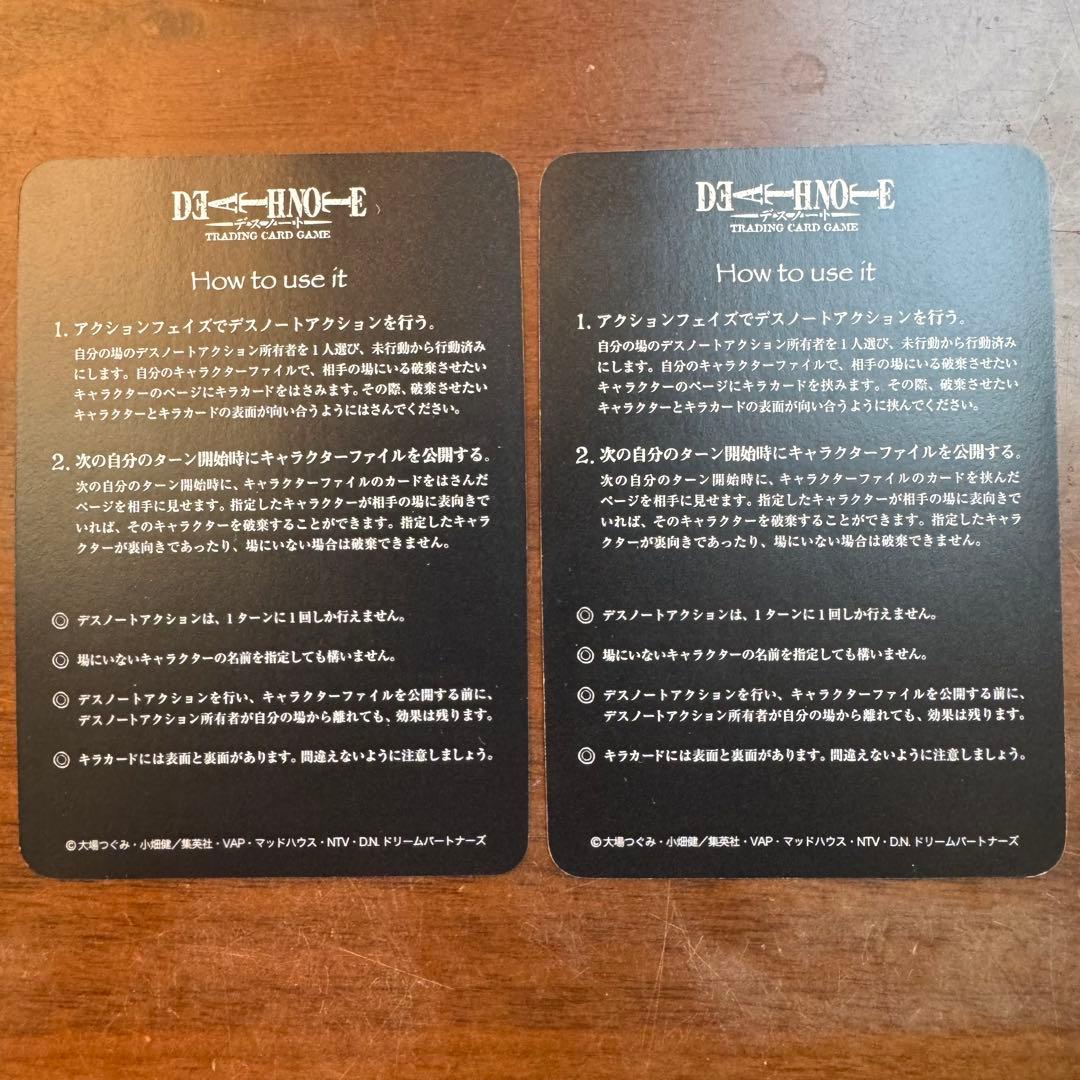 DEATHNOTE
デスノート
TRADING CARD GAME
How to use it
1. アクションフェイズでデスノートアクションを行う。
自分の場のデスノートアクション所有者を1人選び、未行動から行動済み
にします。自分のキャラクターファイルで、相手の場にいる破棄させたい
キャラクターのページにキラカードをはさみます。その際、破棄させたい
キャラクターとキラカードの表面が向い合うようにはさんでください。
2. 次の自分のターン開始時にキャラクターファイルを公開する。
次の自分のターン開始時に、キャラクターファイルのカードをはさんだ
ページを相手に見せます。指定したキャラクターが相手の場に表向きで
いれば、そのキャラクターを破棄することができます。指定したキャラ
クターが裏向きであったり、場にいない場合は破棄できません。
◎ デスノートアクションは、1ターンに1回しか行えません。
◎ 場にいないキャラクターの名前を指定しても構いません。
◎ デスノートアクションを行い、キャラクターファイルを公開する前に、
デスノートアクション所有者が自分の場から離れても、効果は残ります。
◎ キラカードには表面と裏面があります。間違えないように注意しましょう。
©大場つぐみ・小畑健／集英社・VAP・マッドハウス・NTV・D.N.ドリームパートナーズ
DEATHNOTE
デスノート
TRADING CARD GAME
How to use it
1. アクションフェイズでデスノートアクションを行う。
自分の場のデスノートアクション所有者を1人選び、未行動から行動済み
にします。自分のキャラクターファイルで、相手の場にいる破棄させたい
キャラクターのページにキラカードを挟みます。その際、破棄させたい
キャラクターとキラカードの表面が向い合うように挟んでください。
2. 次の自分のターン開始時にキャラクターファイルを公開する。
次の自分のターン開始時に、キャラクターファイルのカードを挟んだ
ページを相手に見せます。指定したキャラクターが相手の場に表向きで
いれば、そのキャラクターを破棄することができます。指定したキャラ
クターが裏向きであったり、場にいない場合は破棄できません。
◎ デスノートアクションは、1ターンに1回しか行えません。
◎ 場にいないキャラクターの名前を指定しても構いません。
◎ デスノートアクションを行い、キャラクターファイルを公開する前に、
デスノートアクション所有者が自分の場から離れても、効果は残ります。
◎ キラカードには表面と裏面があります。間違えないように注意しましょう。
©大場つぐみ・小畑健／集英社・VAP・マッドハウス・NTV・D.N.ドリームパートナーズ